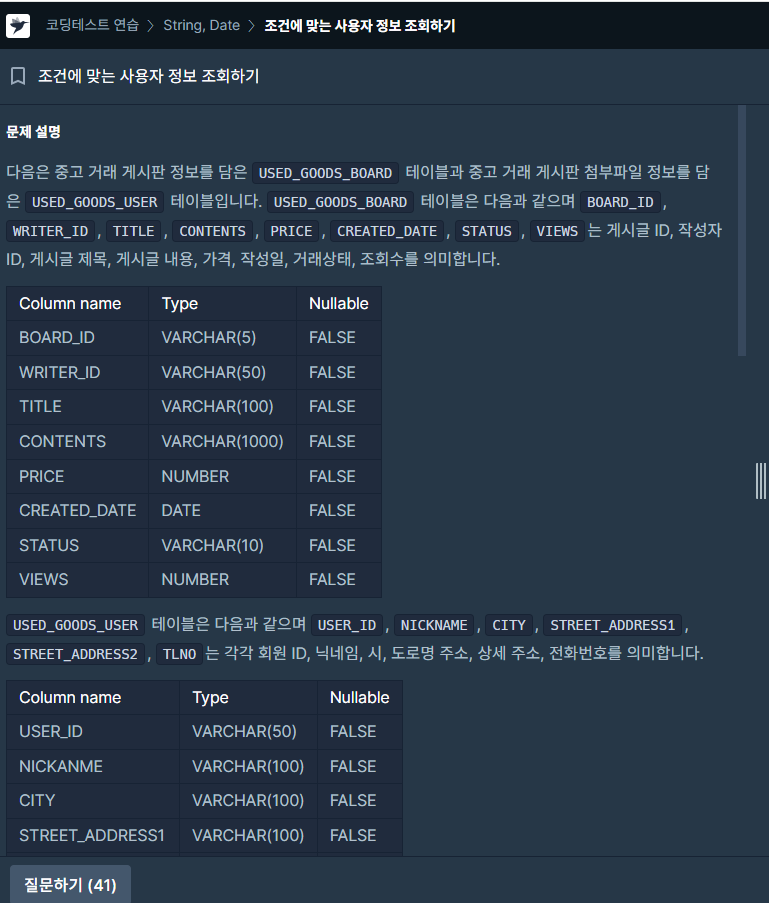 코딩테스트 연습 > String, Date > 조건에 맞는 사용자 정보 조회하기
조건에 맞는 사용자 정보 조회하기
문제 설명
다음은 중고 거래 게시판 정보를 담은 USED_GOODS_BOARD 테이블과 중고 거래 게시판 첨부파일 정보를 담
은 USED_GOODS_USER 테이블입니다. USED_GOODS_BOARD 테이블은 다음과 같으며 BOARD_ID ,
WRITER_ID , TITLE , CONTENTS , PRICE , CREATED_DATE , STATUS , VIEWS 는 게시글 ID, 작성자
ID, 게시글 제목, 게시글 내용, 가격, 작성일, 거래상태, 조회수를 의미합니다.
Column name Type Nullable
BOARD_ID VARCHAR(5) FALSE
WRITER_ID VARCHAR(50) FALSE
TITLE VARCHAR(100) FALSE
CONTENTS VARCHAR(1000) FALSE
PRICE NUMBER FALSE
CREATED_DATE DATE FALSE
STATUS VARCHAR(10) FALSE
VIEWS NUMBER FALSE
USED_GOODS_USER 테이블은 다음과 같으며 USER_ID , NICKNAME , CITY , STREET_ADDRESS1 ,
STREET_ADDRESS2 , TLNO 는 각각 회원 ID, 닉네임, 시, 도로명 주소, 상세 주소, 전화번호를 의미합니다.
Column name Type Nullable
USER_ID VARCHAR(50) FALSE
NICKANME VARCHAR(100) FALSE
CITY VARCHAR(100) FALSE
STREET_ADDRESS1 VARCHAR(100) FALSE
질문하기 (41)